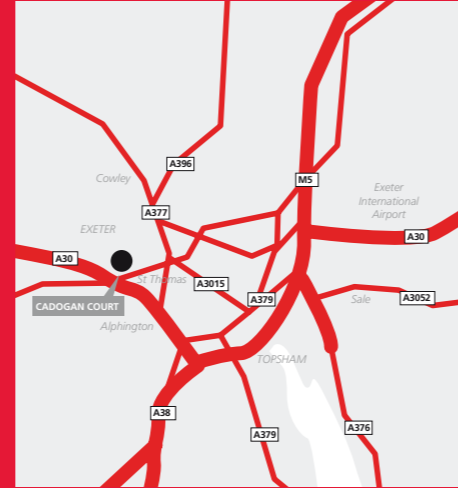 A396
Cowley
M5
Exeter
International
Airport
A377
EXETER
A30
A30
St Thomas
A3015
A379
Sale
A3052
CADOGAN COURT
Alphington
TOPSHAM
A38
A379
A376